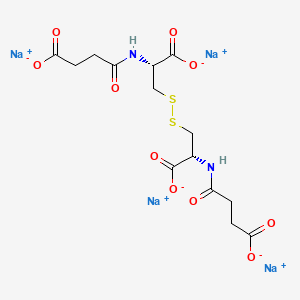 O H O
Na + N Na +
O - O O -
S
S
O N H
O - O O
Na +
O -
Na +